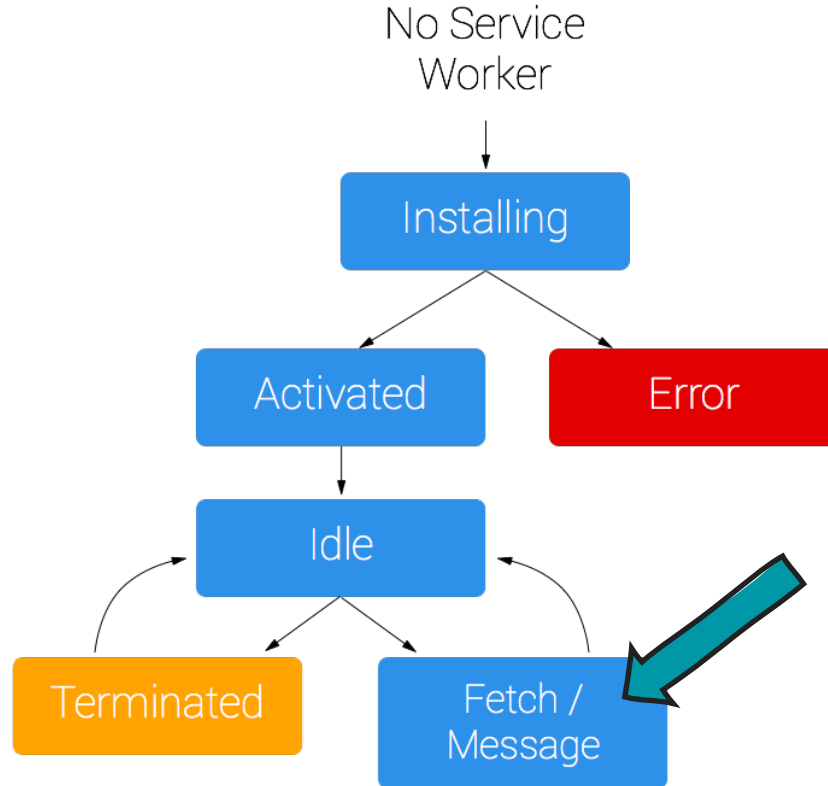 No Service
Worker
Installing
Activated
Error
Idle
Terminated
Fetch /
Message